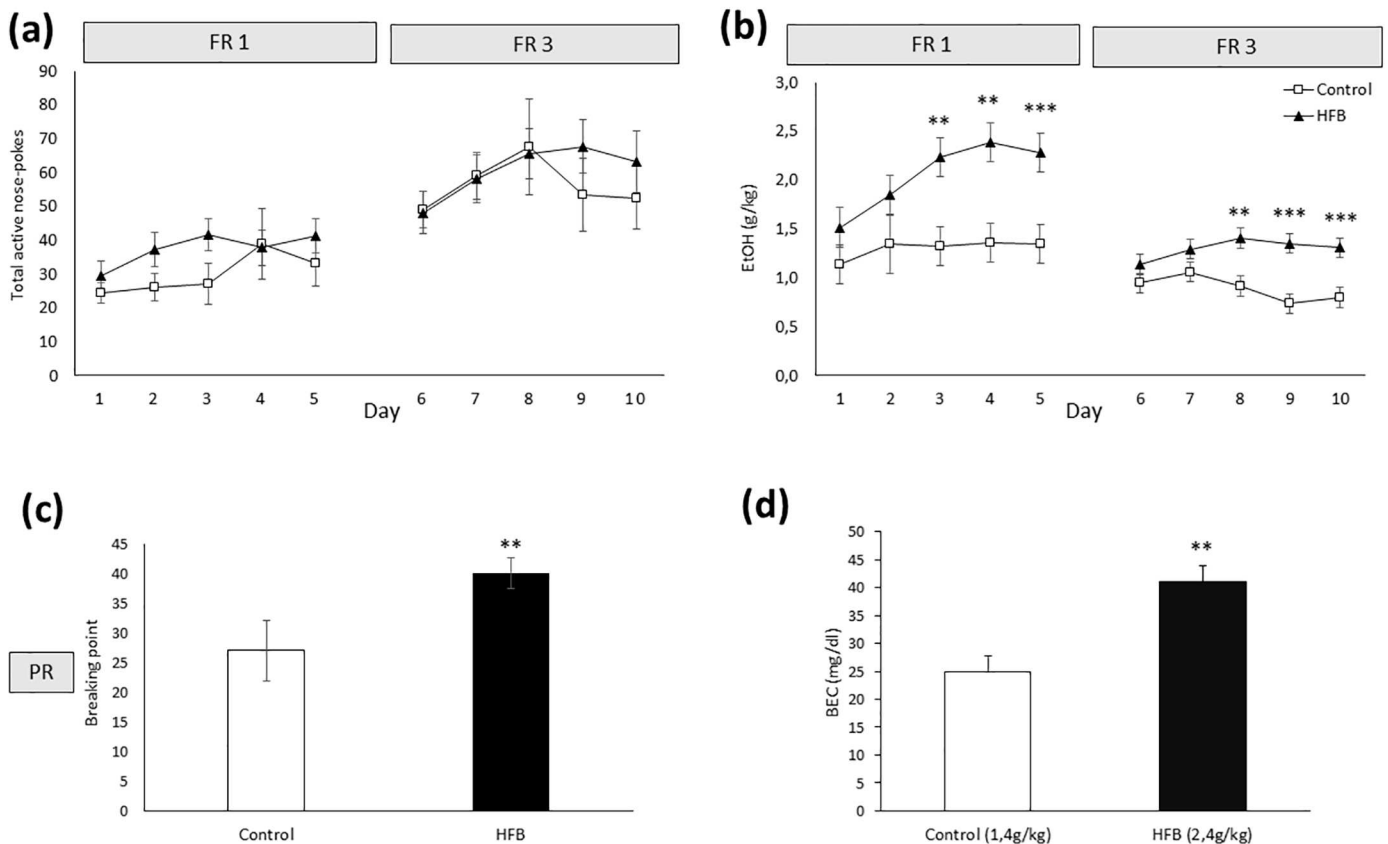 (a)
FR 1
FR 3
Total active nose-pokes
90
80
70
60
50
40
30
20
10
0
1 2 3 4 5 6 7 8 9 10
Day
(b)
FR 1
FR 3
Control
HFB
EtOH (g/kg)
3,0
2,5
2,0
1,5
1,0
0,5
0,0
** ** ***
** *** ***
1 2 3 4 5 6 7 8 9 10
Day
(c)
PR
Breaking point
45
40
35
30
25
20
15
10
5
0
**
Control HFB
(d)
BEC (mg/dl)
50
45
40
35
30
25
20
15
10
5
0
**
Control (1,4g/kg) HFB (2,4g/kg)